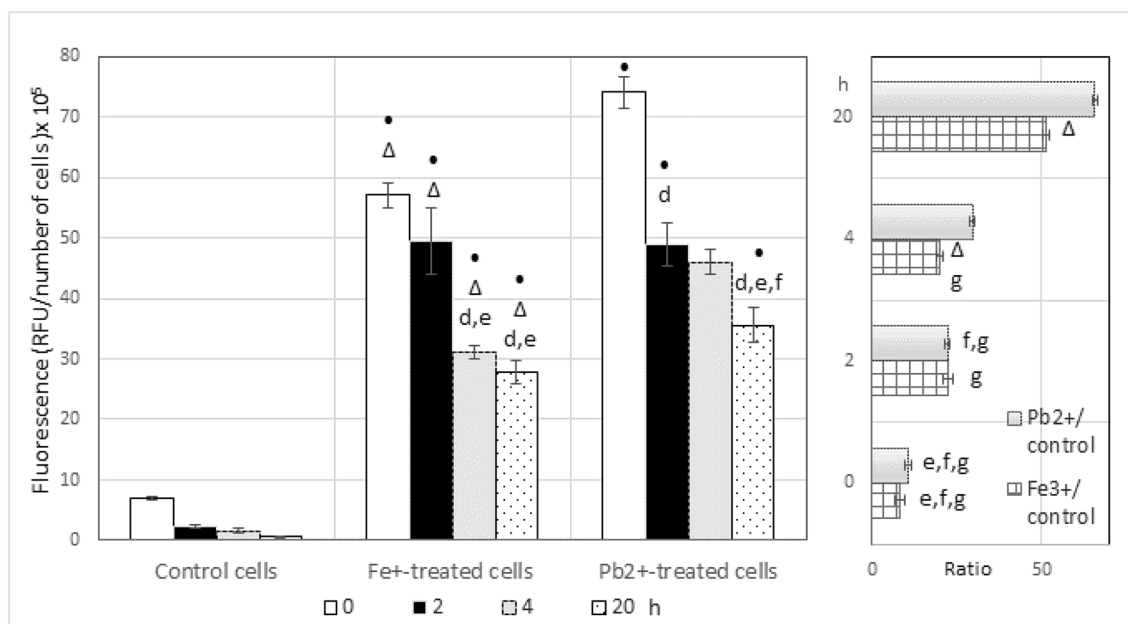 Fluorescence (RFU/number of cells)x 10⁵
80
70
60
50
40
30
20
10
0
•
Δ
•
Δ
•
Δ
d,e
•
Δ
d,e
•
•
d
•
d,e,f
Control cells
Fe+-treated cells
Pb2+-treated cells
0 2 4 20 h
h
20
Δ
4
Δ
g
2
f,g
g
0
e,f,g
e,f,g
Pb2+/
control
Fe3+/
control
0 Ratio 50